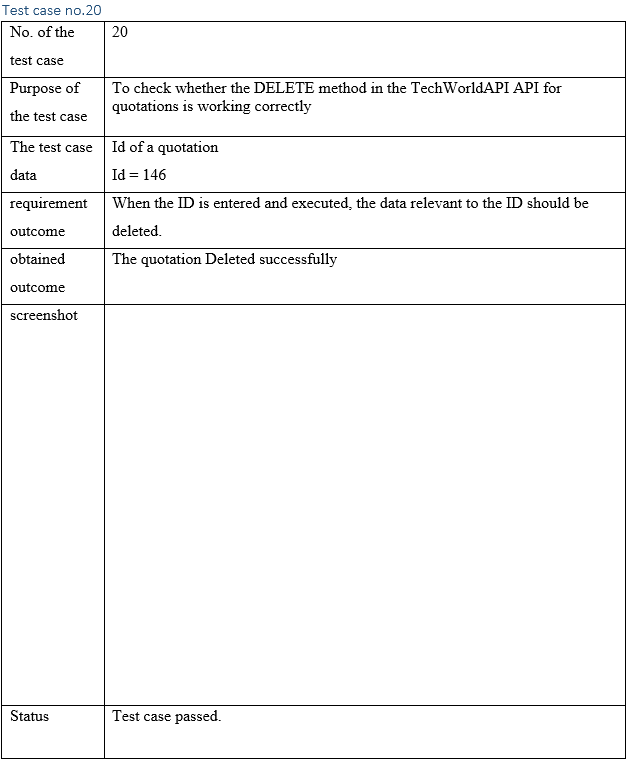 Test case no.20
No. of the
test case
20
Purpose of
the test case
To check whether the DELETE method in the TechWorldAPI API for
quotations is working correctly
The test case
data
Id of a quotation
Id = 146
requirement
outcome
When the ID is entered and executed, the data relevant to the ID should be
deleted.
obtained
outcome
The quotation Deleted successfully
screenshot
Status
Test case passed.